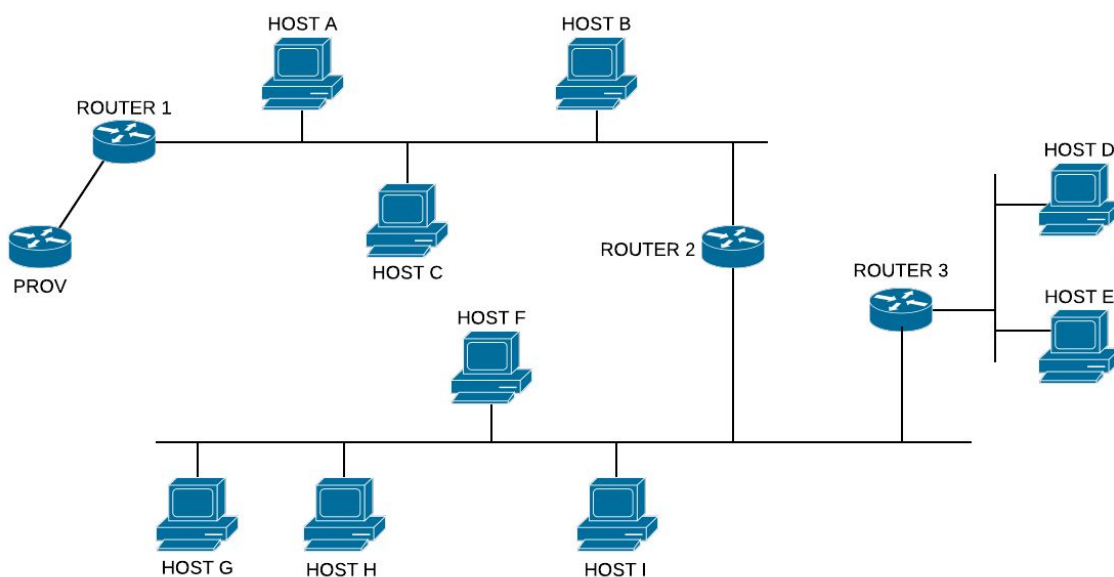 HOST A
HOST B
ROUTER 1
HOST D
ROUTER 2
HOST C
ROUTER 3
PROV
HOST E
HOST F
HOST G
HOST H
HOST I